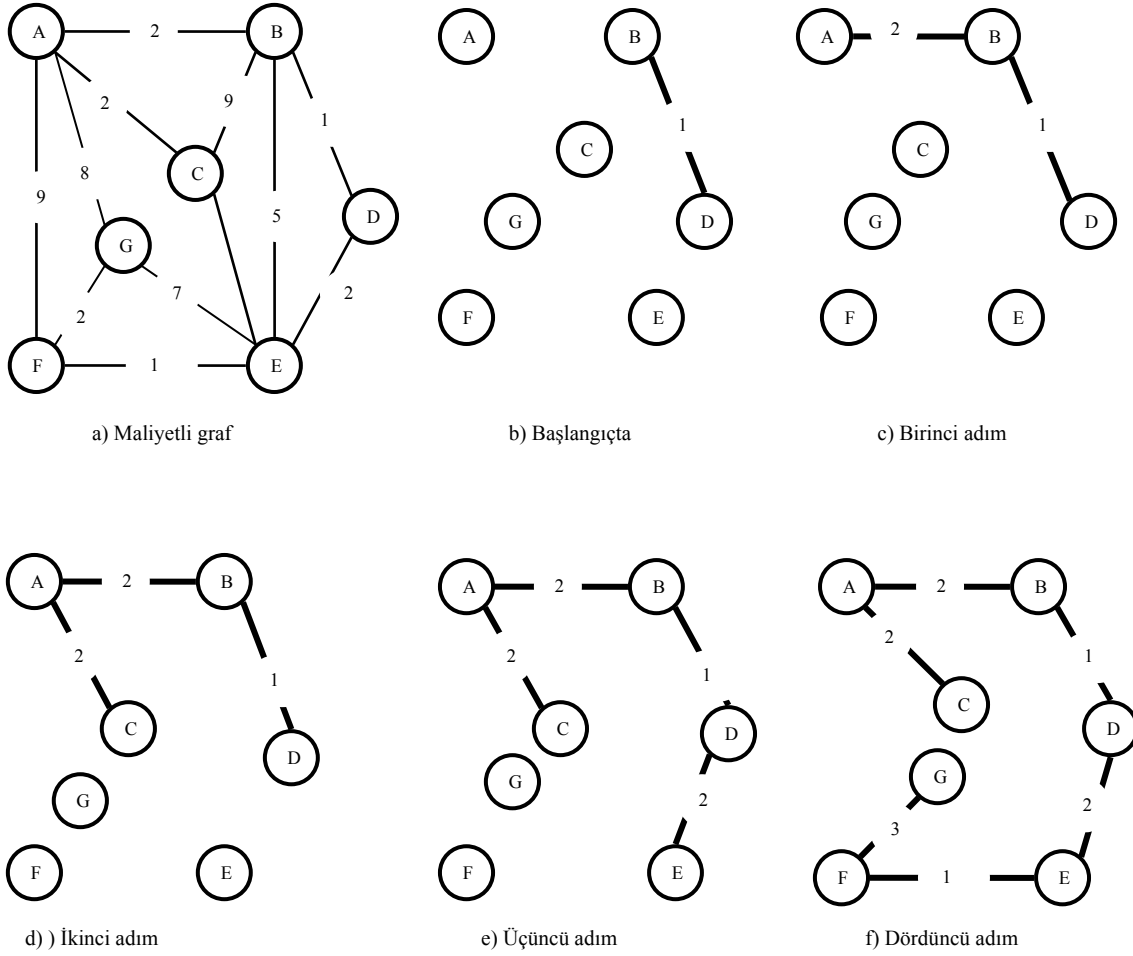 A 2 B
2 9 1
8 C
9 5 D
G
7 2
2
F 1 E
a) Maliyetli graf
A B
1
C
G D
F E
b) Başlangıçta
A 2 B
1
C
G D
F E
c) Birinci adım
A 2 B
2
1
C
D
G
F E
d) ) İkinci adım
A 2 B
2
1
C D
G
2
F E
e) Üçüncü adım
A 2 B
2
1
C
D
G
2
3
F 1 E
f) Dördüncü adım